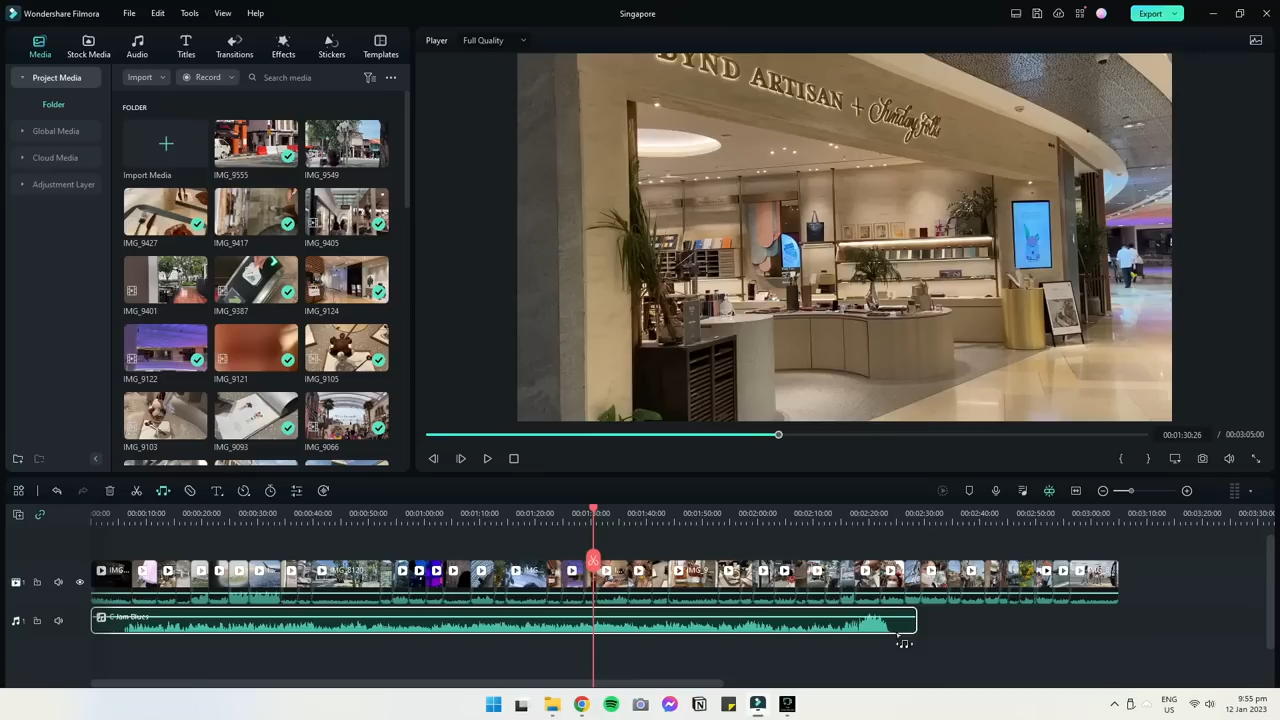 Wondershare Filmora File Edit Tools View Help Singapore Export
Media Stock Media Audio Titles Transitions Effects Stickers Templates
Player Full Quality
Project Media Import Record Search media
Folder
FOLDER
Global Media
Cloud Media
Adjustment Layer
Import Media IMG_9555 IMG_9549
IMG_9427 IMG_9417 IMG_9405
IMG_9401 IMG_9387 IMG_9124
IMG_9122 IMG_9121 IMG_9105
IMG_9103 IMG_9093 IMG_9066
BYND ARTISAN + Sunday Folks
00:01:30:26 / 00:03:05:00
:00:00 00:00:10:00 00:00:20:00 00:00:30:00 00:00:40:00 00:00:50:00 00:01:00:00 00:01:10:00 00:01:20:00 00:01:30:00 00:01:40:00 00:01:50:00 00:02:00:00 00:02:10:00 00:02:20:00 00:02:30:00 00:02:40:00 00:02:50:00 00:03:00:00 00:03:10:00 00:03:20:00 00:03:30:00
IMG... IMG_8120
C Jam Blues
ENG
US
9:55 pm
12 Jan 2023